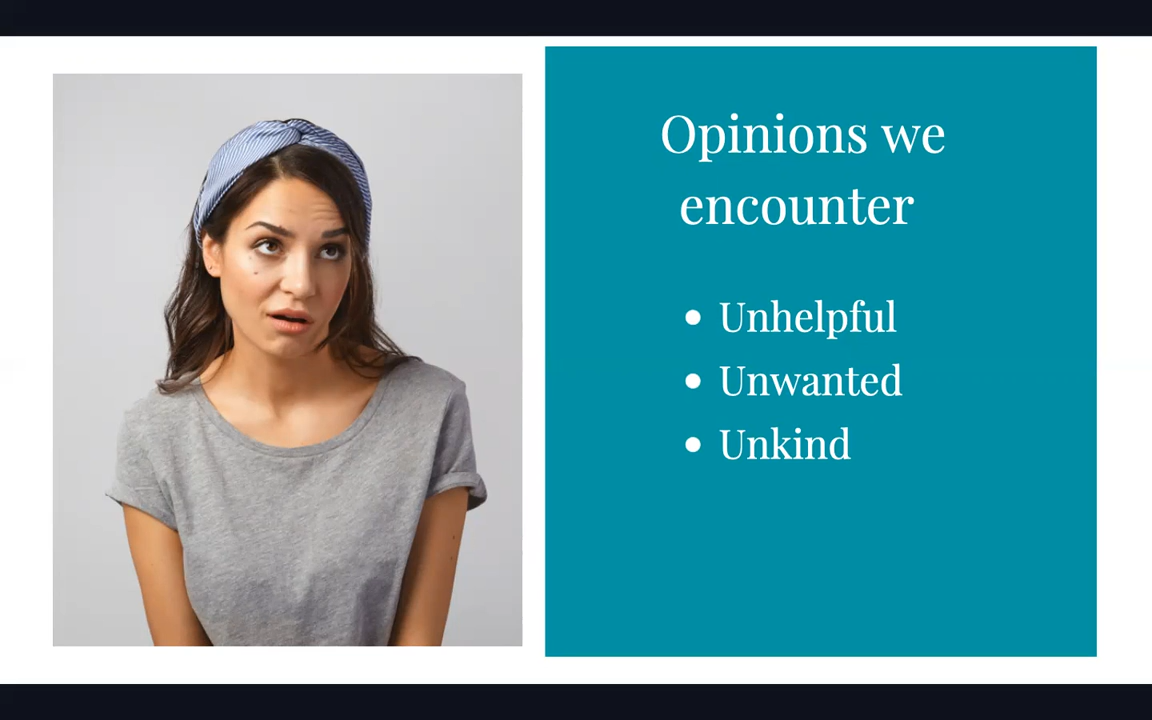 Opinions we
encounter
• Unhelpful
• Unwanted
• Unkind